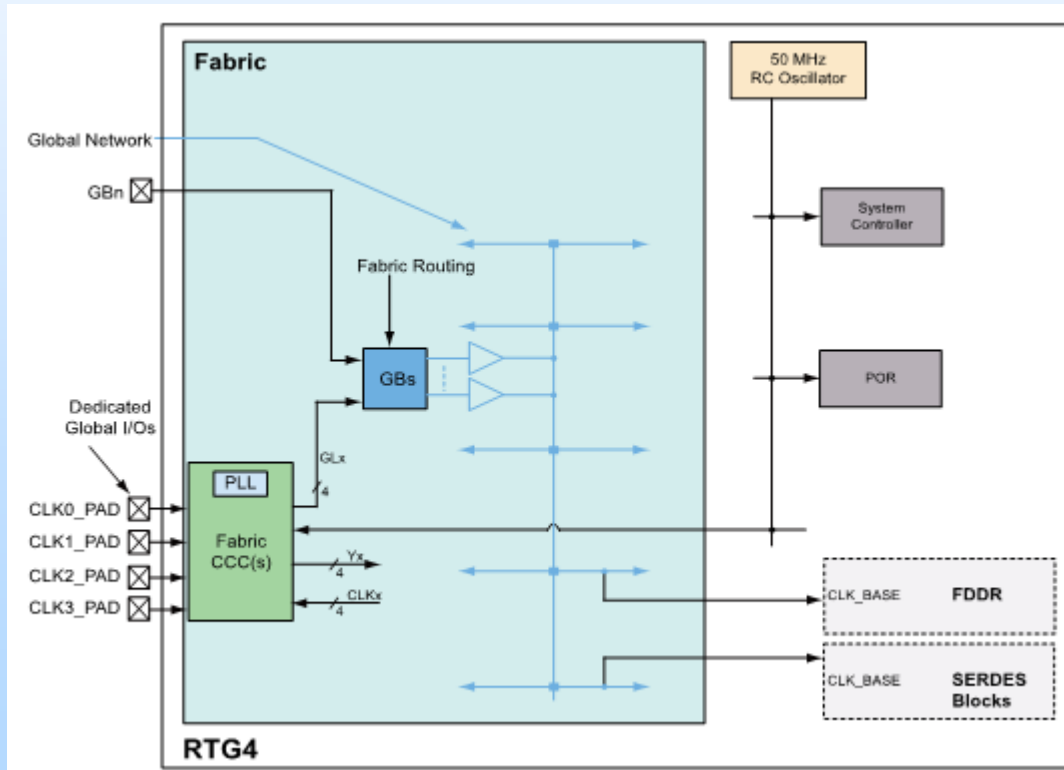 Fabric
50 MHz
RC Oscillator
Global Network
GBn
System
Controller
Fabric Routing
GBs
POR
Dedicated
Global I/Os
GLx
4
PLL
CLK0_PAD
CLK1_PAD
Fabric
CCC(s)
Yx
4
CLK2_PAD
CLKx
4
CLK3_PAD
CLK_BASE
FDDR
CLK_BASE
SERDES
Blocks
RTG4